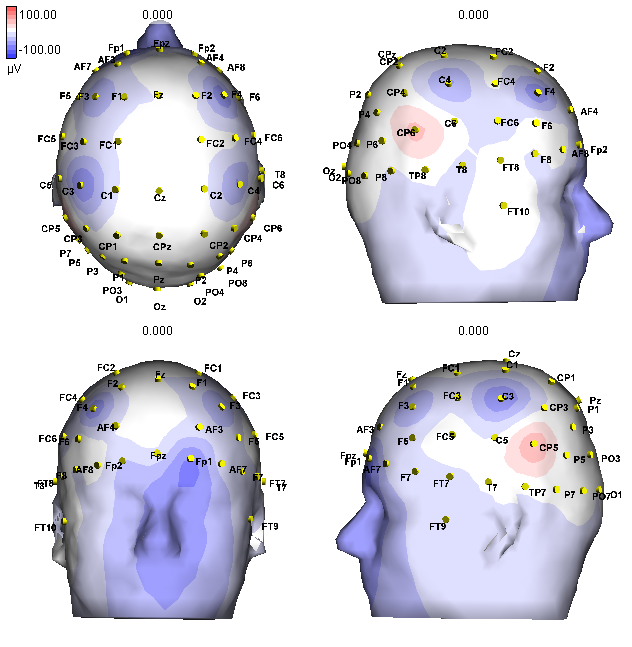 100.00
-100.00
µV
0.000
Fp1 Fpz Fp2
AF3 AF4
AF7 AF8
F5 F3 F1 Fz F2 F4 F6
FC5 FC3 FC1 FC2 FC4 FC6
T8
C5 C3 C1 Cz C2 C4 C6
CP5 CP3 CP1 CPz CP2 CP4 CP6
P7 P5 P3 P1 Pz P2 P4 P6
PO3 PO4 PO8
O1 Oz O2
0.000
CPz C2 FC2
CP2 F2
P2 CP4 C4 FC4 F4
P4 CP6 C6 FC6 F6 AF4
PO4 P6 F8 AF8 Fp2
Oz O2 PO8 P8 TP8 T8 FT8
FT10
0.000
FC2 Fz FC1
F2 F1
FC4 F4 F3 FC3
FC6 F6 AF4 AF3 F5 FC5
AF8 Fp2 Fpz Fp1 AF7
T8 FT8 F8 F7 FT7 T7
FT10 FT9
0.000
Cz
Fz FC1 C1
F1 CP1
F3 FC3 C3 CP3 Pz P1
AF3 F5 FC5 C5 CP5 P3
Fpz Fp1 AF7 P5 PO3
F7 FT7 T7 TP7 P7 PO7 O1
FT9